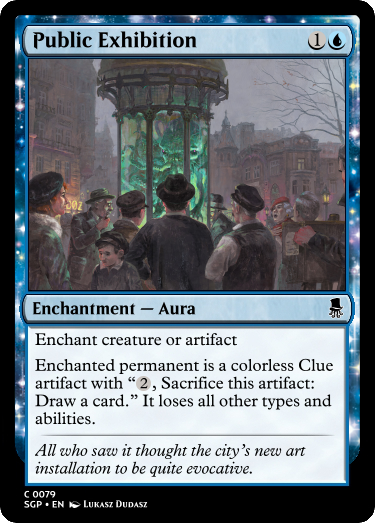 Public Exhibition 1
Enchantment — Aura
Enchant creature or artifact
Enchanted permanent is a colorless Clue
artifact with “2, Sacrifice this artifact:
Draw a card.” It loses all other types and
abilities.
All who saw it thought the city’s new art
installation to be quite evocative.
C 0079
SGP • EN Lukasz Dudasz